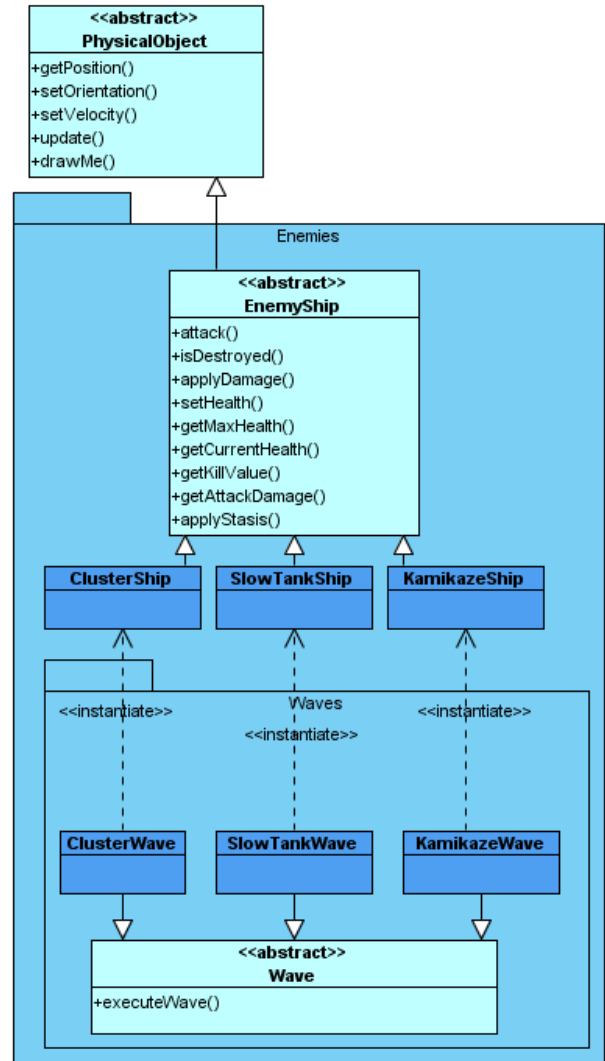 <<abstract>>
PhysicalObject
+getPosition()
+setOrientation()
+setVelocity()
+update()
+drawMe()
Enemies
<<abstract>>
EnemyShip
+attack()
+isDestroyed()
+applyDamage()
+setHealth()
+getMaxHealth()
+getCurrentHealth()
+getKillValue()
+getAttackDamage()
+applyStasis()
ClusterShip
SlowTankShip
KamikazeShip
Waves
<<instantiate>>
<<instantiate>>
<<instantiate>>
ClusterWave
SlowTankWave
KamikazeWave
<<abstract>>
Wave
+executeWave()